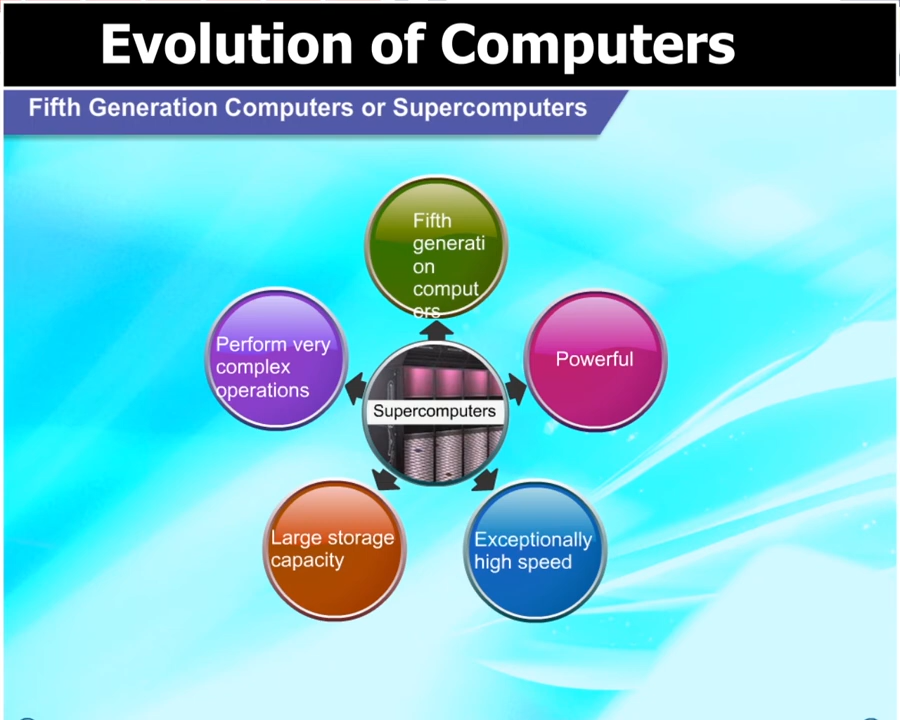 Evolution of Computers
Fifth Generation Computers or Supercomputers
Fifth
generati
on
comput
ers
Perform very
complex
operations
Powerful
Supercomputers
Large storage
capacity
Exceptionally
high speed